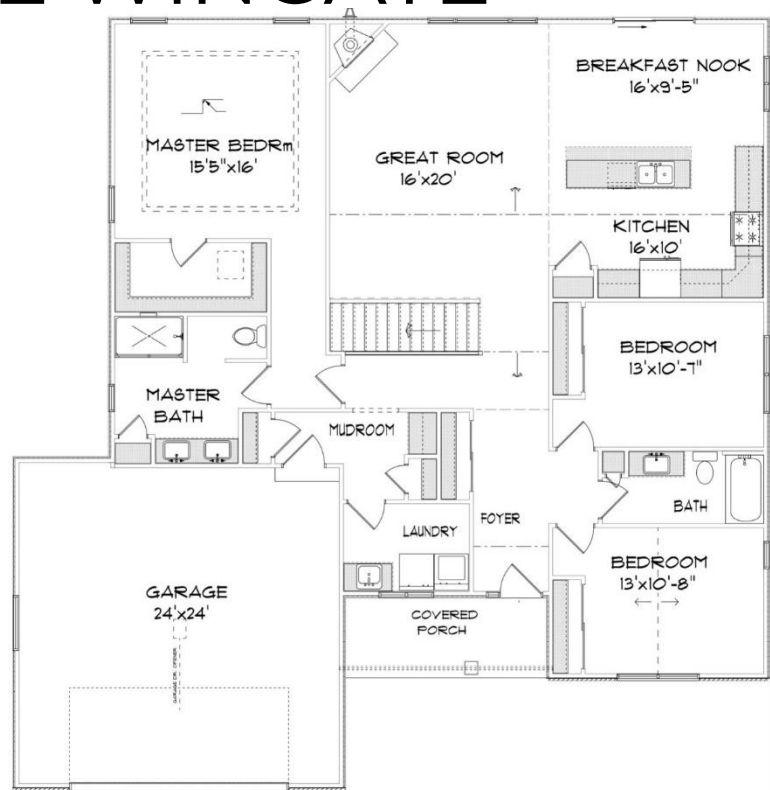 MASTER BEDRm
15'5"x16'
GREAT ROOM
16'x20'
BREAKFAST NOOK
16'x9'-5"
KITCHEN
16'x10'
BEDROOM
13'x10'-7"
MASTER
BATH
MUDROOM
LAUNDRY
FOYER
BATH
BEDROOM
13'x10'-8"
GARAGE
24'x24'
COVERED
PORCH